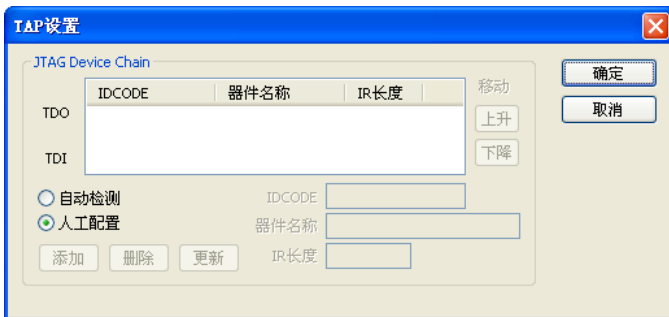 TAP设置
JTAG Device Chain
确定
IDCODE 器件名称 IR长度
移动
取消
TDO
上升
TDI
下降
自动检测
IDCODE
人工配置
器件名称
添加 删除 更新
IR长度